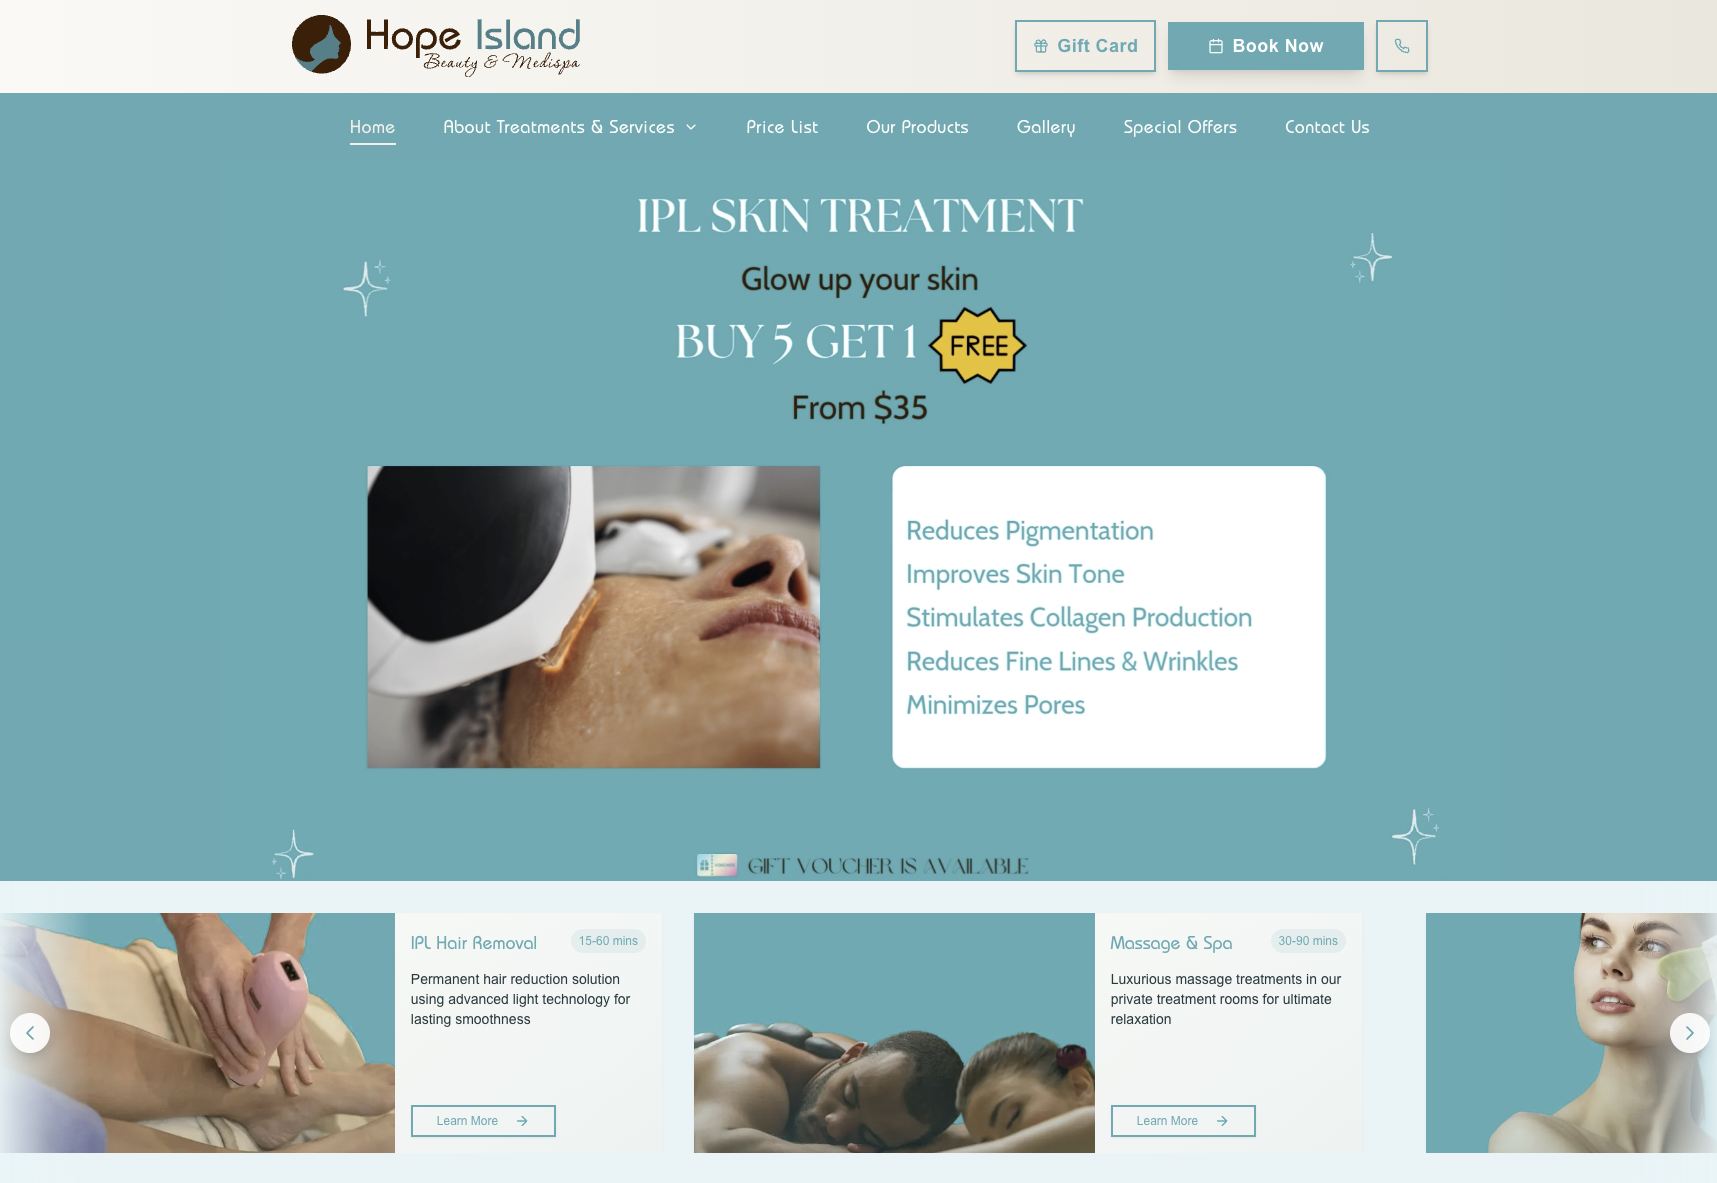 Hope Island
Beauty & Medispa
Gift Card
Book Now
Home
About Treatments & Services
Price List
Our Products
Gallery
Special Offers
Contact Us
IPL SKIN TREATMENT
Glow up your skin
BUY 5 GET 1 FREE
From $35
Reduces Pigmentation
Improves Skin Tone
Stimulates Collagen Production
Reduces Fine Lines & Wrinkles
Minimizes Pores
GIFT VOUCHER IS AVAILABLE
IPL Hair Removal
15-60 mins
Permanent hair reduction solution
using advanced light technology for
lasting smoothness
Learn More
Massage & Spa
30-90 mins
Luxurious massage treatments in our
private treatment rooms for ultimate
relaxation
Learn More